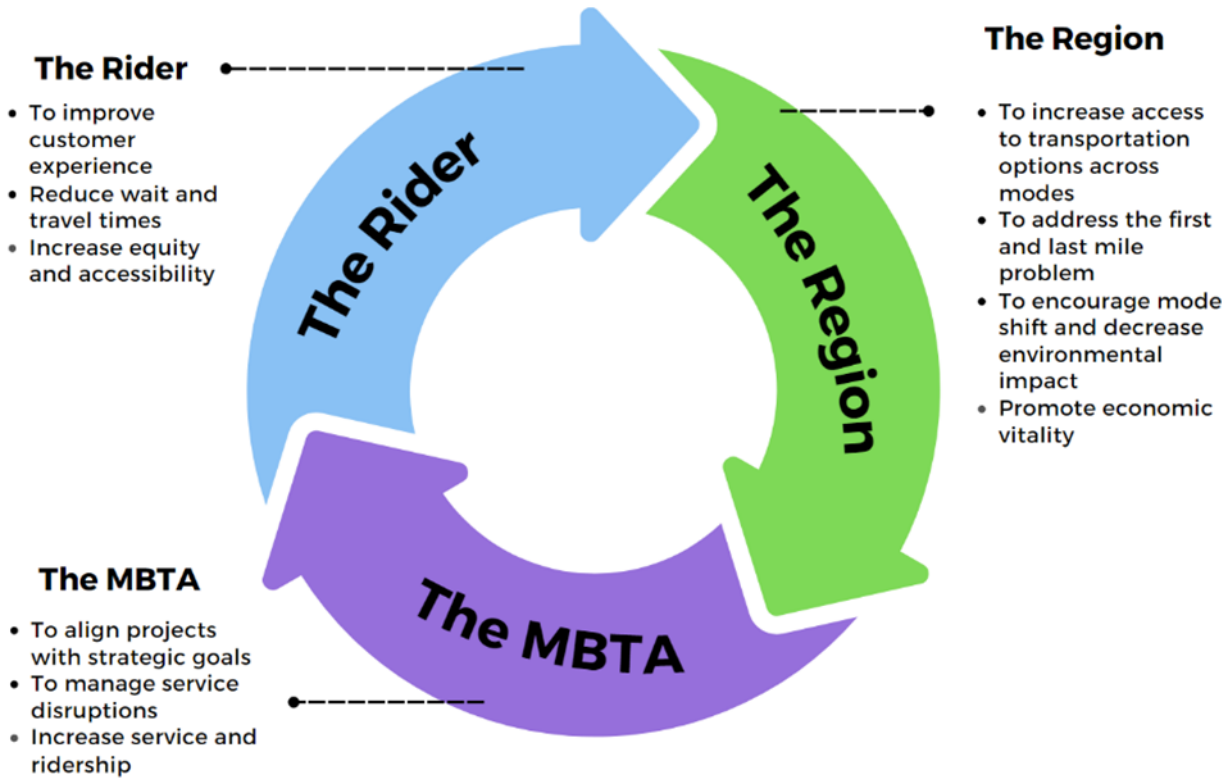 The Rider
• To improve
customer
experience
• Reduce wait and
travel times
• Increase equity
and accessibility
The Region
• To increase access
to transportation
options across
modes
• To address the first
and last mile
problem
• To encourage mode
shift and decrease
environmental
impact
• Promote economic
vitality
The Rider
The Region
The MBTA
The MBTA
• To align projects
with strategic goals
• To manage service
disruptions
• Increase service and
ridership